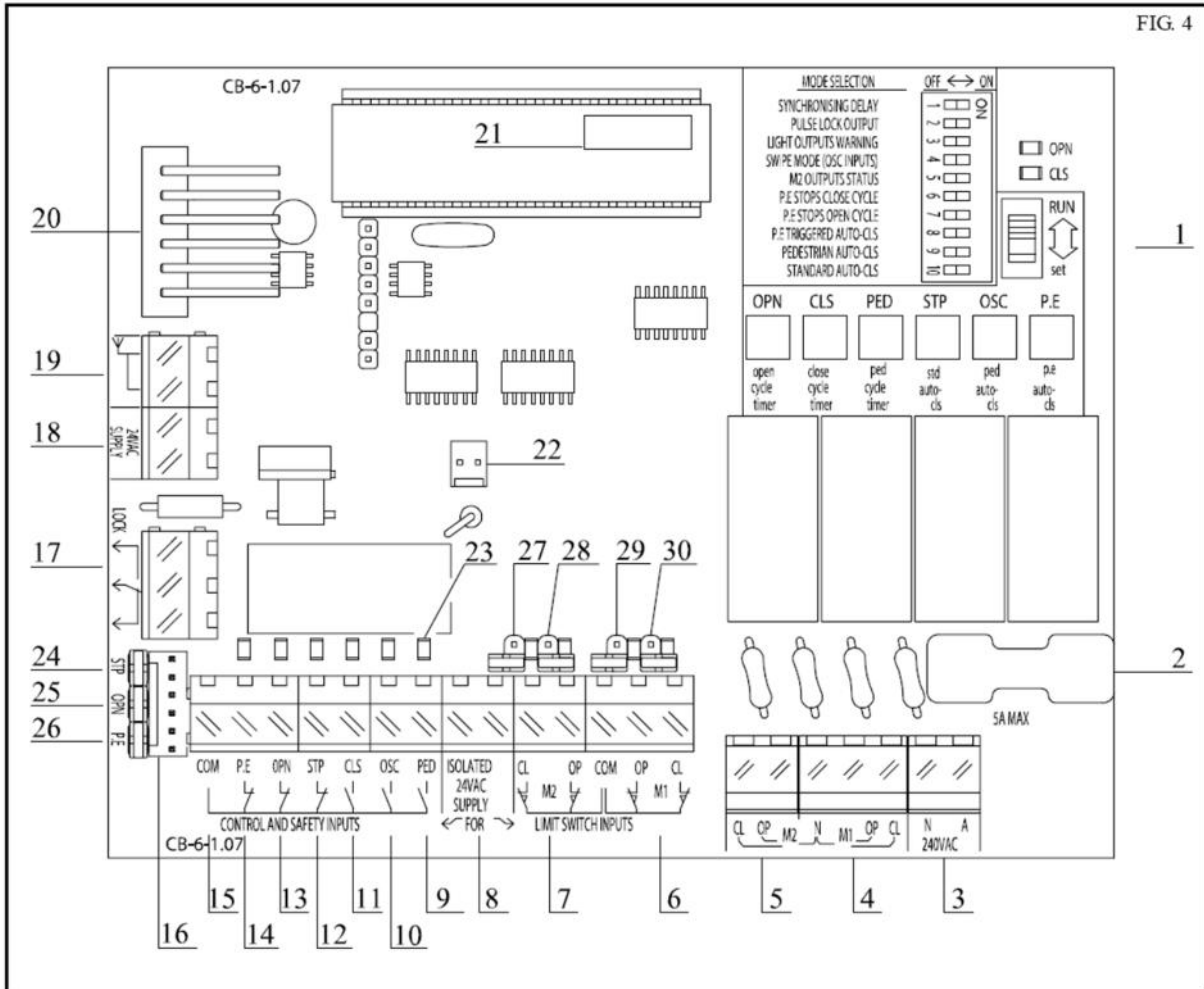 FIG. 4
CB-6-1.07
MODE SELECTION OFF ON
SYNCHRONISING DELAY 1 ON
PULSE LOCK OUTPUT 2
LIGHT OUTPUTS WARNING 3
SWIPE MODE (OSC INPUTS) 4
M2 OUTPUTS STATUS 5
P.E STOPS CLOSE CYCLE 6
P.E STOPS OPEN CYCLE 7
P.E TRIGGERED AUTO-CLS 8
PEDESTRIAN AUTO-CLS 9
STANDARD AUTO-CLS 10
OPN
CLS
RUN
set
1
21
20
OPN CLS PED STP OSC P.E
open cycle timer
close cycle timer
ped cycle timer
std auto-cls
ped auto-cls
p.e auto-cls
19
18
24VAC SUPPLY
22
LOCK
17
23 27 28 29 30
24 STP
25 OPN
26 P.E
2
5A MAX
COM P.E OPN STP CLS OSC PED
ISOLATED 24VAC SUPPLY FOR
CL M2 OP COM OP M1 CL
CONTROL AND SAFETY INPUTS
LIMIT SWITCH INPUTS
CB-6-1.07
CL OP M2 N M1 OP CL
N A
240VAC
15 13 11 9 8 7 6 5 4 3
16 14 12 10